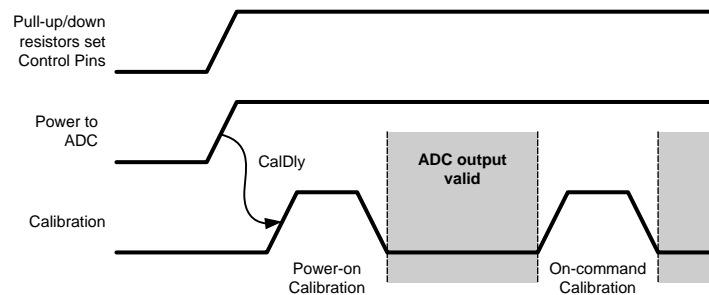 Pull-up/down
resistors set
Control Pins
Power to
ADC
CalDly
ADC output
valid
Calibration
Power-on
Calibration
On-command
Calibration